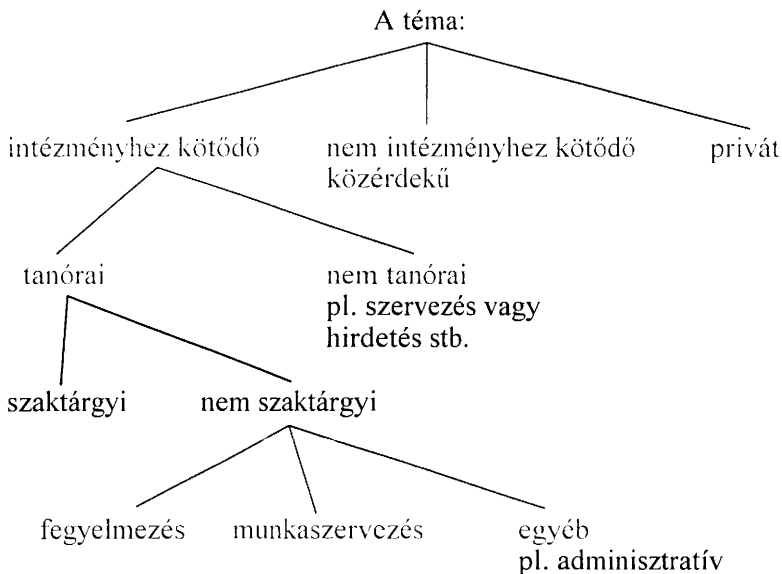 A téma:
intézményhez kötődő nem intézményhez kötődő privát
közérdekű
tanórai nem tanórai
pl. szervezés vagy
hirdetés stb.
szaktárgyi nem szaktárgyi
fegyelmezés munkaszervezés egyéb
pl. adminisztratív